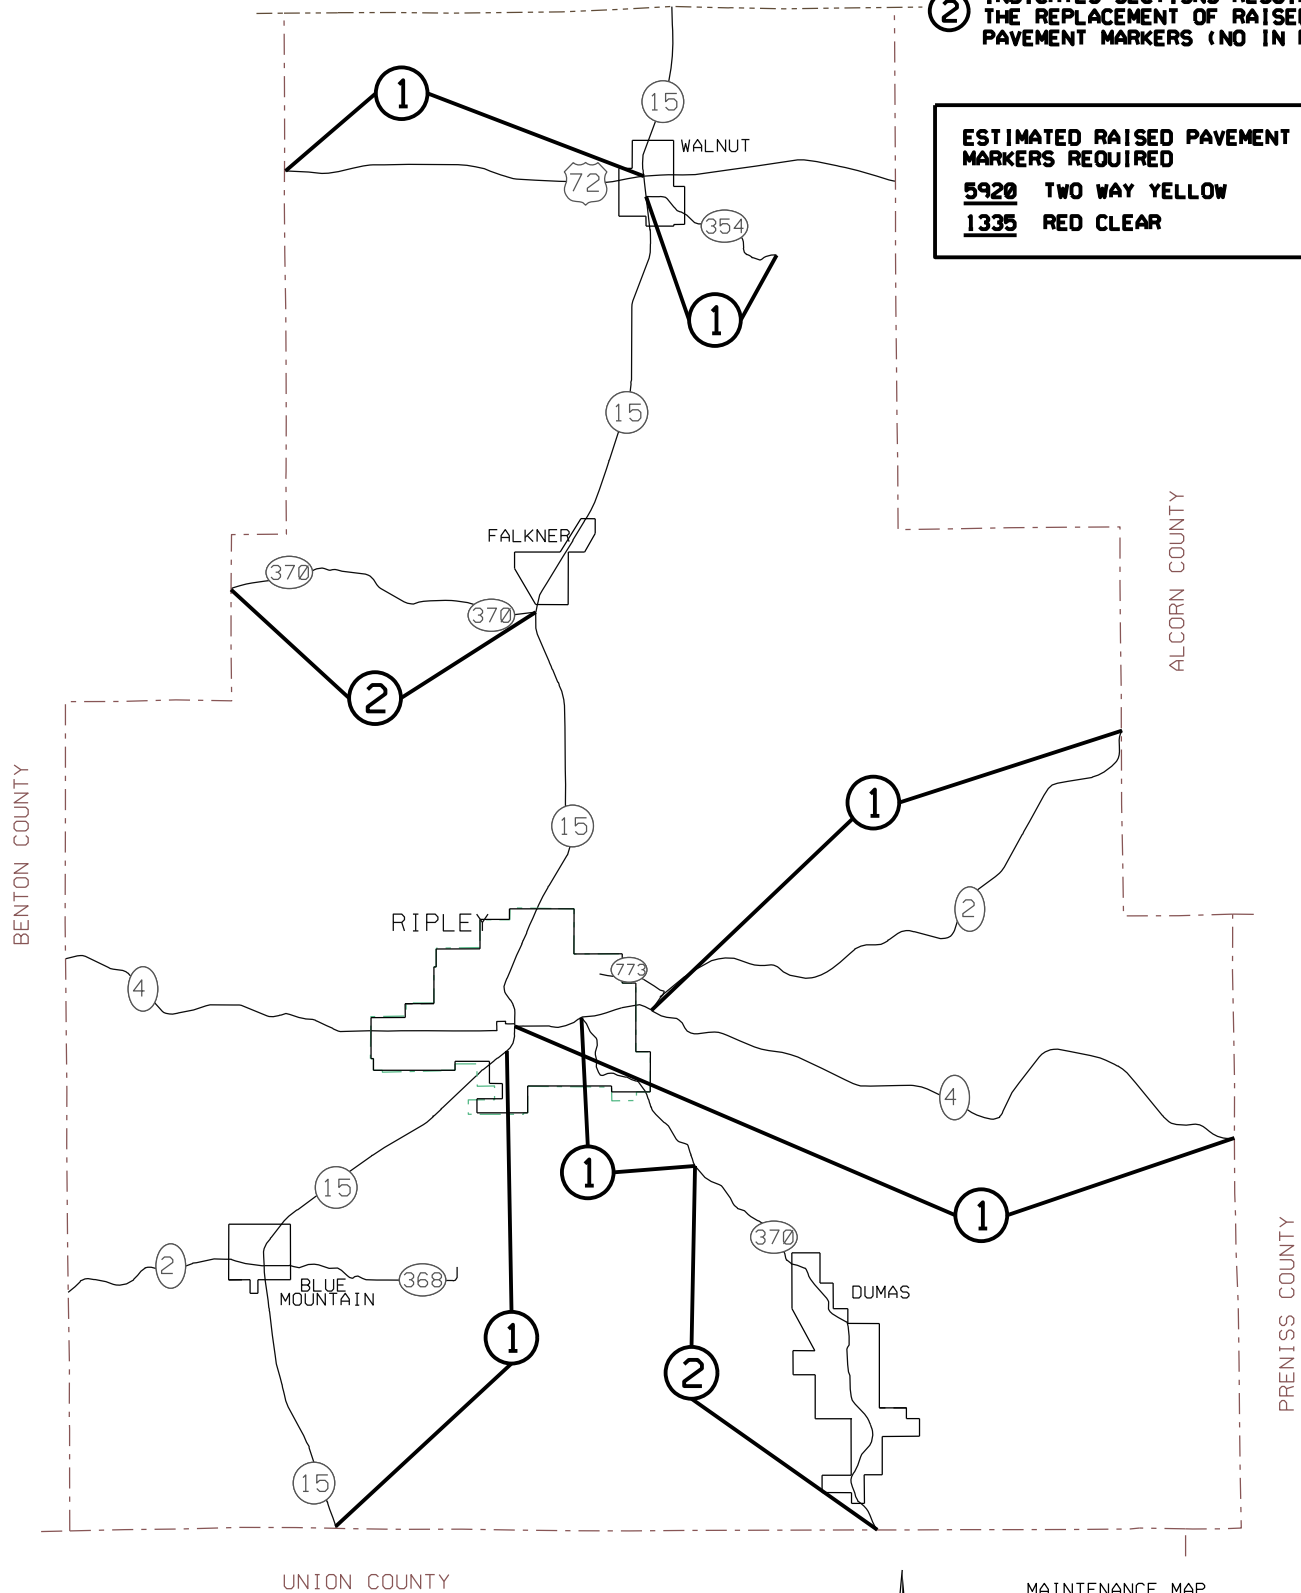 2
THE REPLACEMENT OF RAISED
PAVEMENT MARKERS (NO IN
ESTIMATED RAISED PAVEMENT
MARKERS REQUIRED
5920 TWO WAY YELLOW
1335 RED CLEAR
1
15
WALNUT
72
354
1
15
FALKNER
370
370
2
ALCORN COUNTY
BENTON COUNTY
1
15
2
RIPLEY
773
4
4
1
15
1
370
2
368
BLUE
MOUNTAIN
DUMAS
PRENISS COUNTY
1
2
15
UNION COUNTY
MAINTENANCE MAP